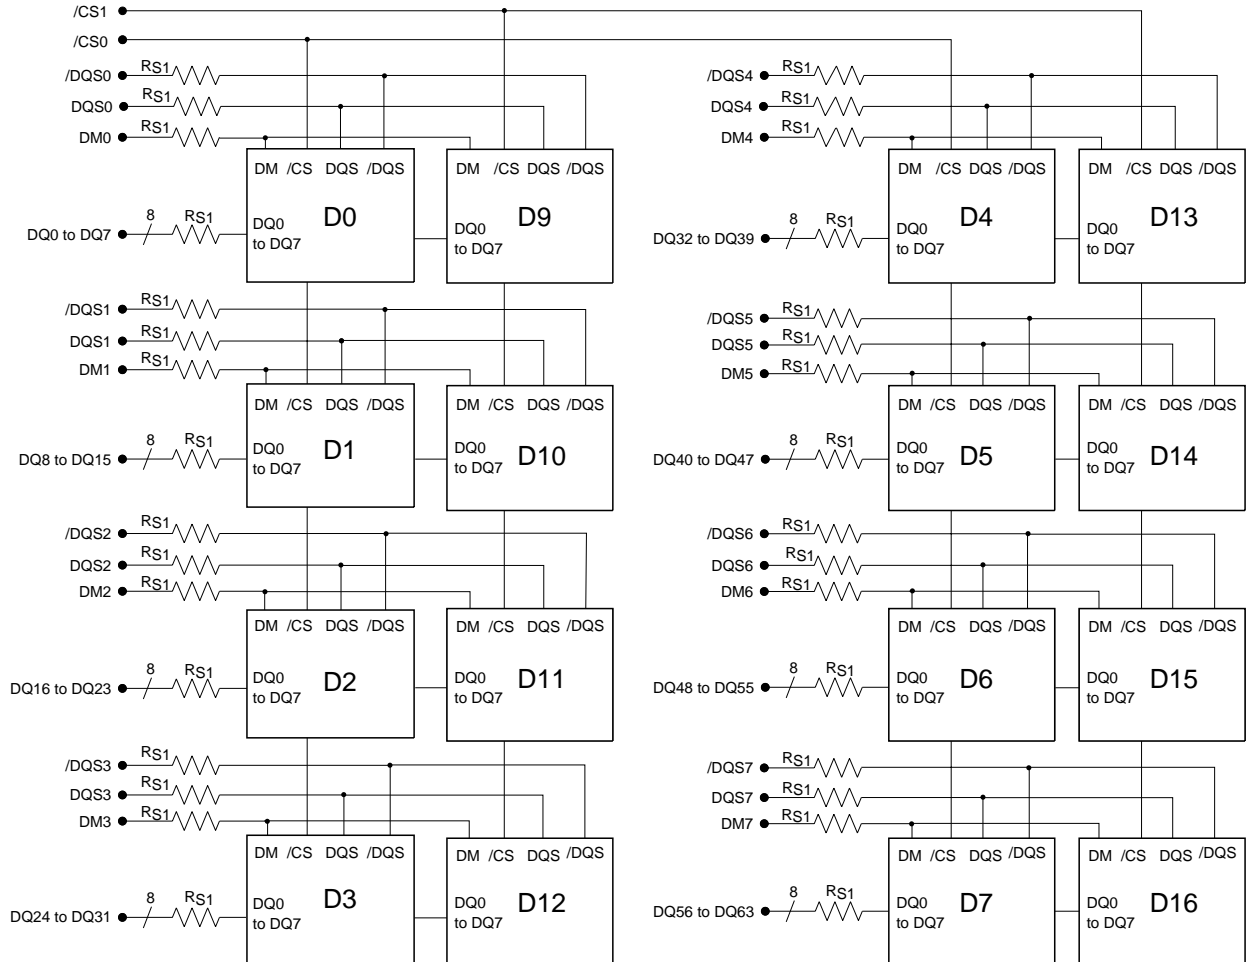 /CS1
/CS0
/DQS0 RS1
DQS0 RS1
DM0 RS1
DM /CS DQS /DQS
DM /CS DQS /DQS
DQ0 to DQ7 8 RS1
DQ0 to DQ7 D0
DQ0 to DQ7 D9
/DQS4 RS1
DQS4 RS1
DM4 RS1
DM /CS DQS /DQS
DM /CS DQS /DQS
DQ32 to DQ39 8 RS1
DQ0 to DQ7 D4
DQ0 to DQ7 D13
/DQS1 RS1
DQS1 RS1
DM1 RS1
DM /CS DQS /DQS
DM /CS DQS /DQS
DQ8 to DQ15 8 RS1
DQ0 to DQ7 D1
DQ0 to DQ7 D10
/DQS5 RS1
DQS5 RS1
DM5 RS1
DM /CS DQS /DQS
DM /CS DQS /DQS
DQ40 to DQ47 8 RS1
DQ0 to DQ7 D5
DQ0 to DQ7 D14
/DQS2 RS1
DQS2 RS1
DM2 RS1
DM /CS DQS /DQS
DM /CS DQS /DQS
DQ16 to DQ23 8 RS1
DQ0 to DQ7 D2
DQ0 to DQ7 D11
/DQS6 RS1
DQS6 RS1
DM6 RS1
DM /CS DQS /DQS
DM /CS DQS /DQS
DQ48 to DQ55 8 RS1
DQ0 to DQ7 D6
DQ0 to DQ7 D15
/DQS3 RS1
DQS3 RS1
DM3 RS1
DM /CS DQS /DQS
DM /CS DQS /DQS
DQ24 to DQ31 8 RS1
DQ0 to DQ7 D3
DQ0 to DQ7 D12
/DQS7 RS1
DQS7 RS1
DM7 RS1
DM /CS DQS /DQS
DM /CS DQS /DQS
DQ56 to DQ63 8 RS1
DQ0 to DQ7 D7
DQ0 to DQ7 D16